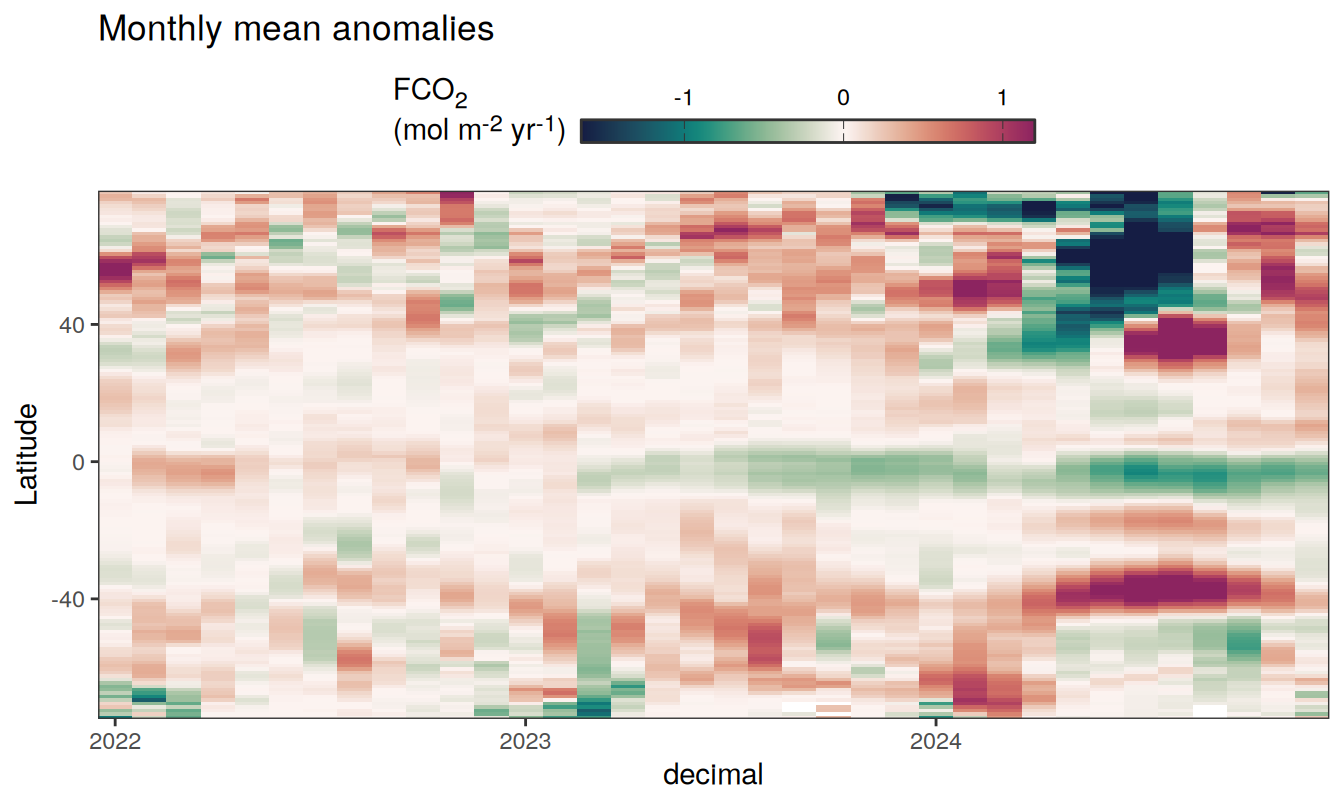 Monthly mean anomalies
FCO₂
(mol m⁻² yr⁻¹)
-1 0 1
Latitude
40
0
-40
2022 2023 2024
decimal